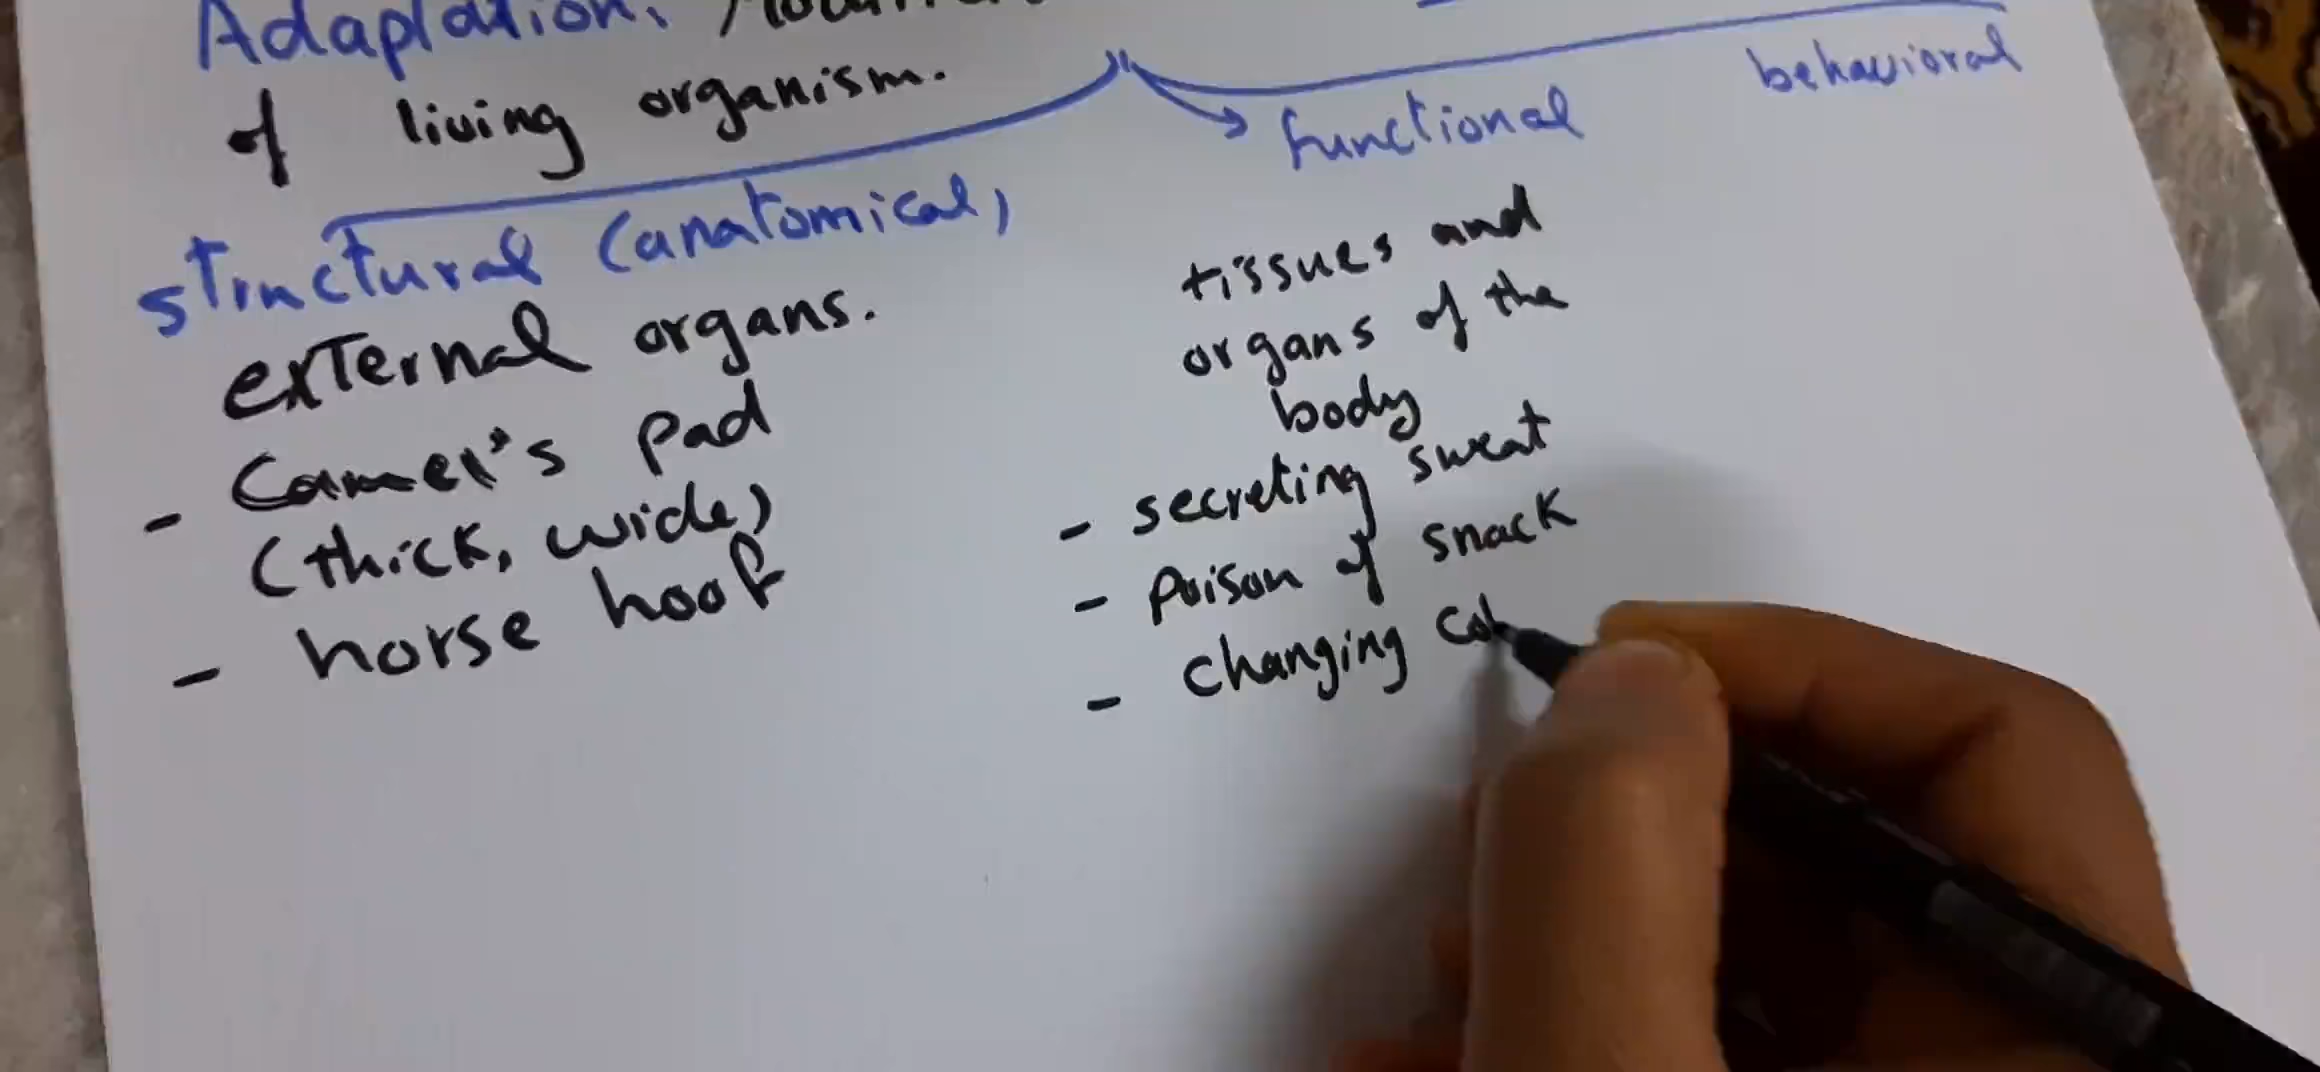 Adaptation:
of living organism.
functional
behavioral
structural (anatomical)
external organs.
- Camel's pad
(thick, wide)
- horse hoof
tissues and
organs of the
body
- secreting sweat
- poison of snack
- changing